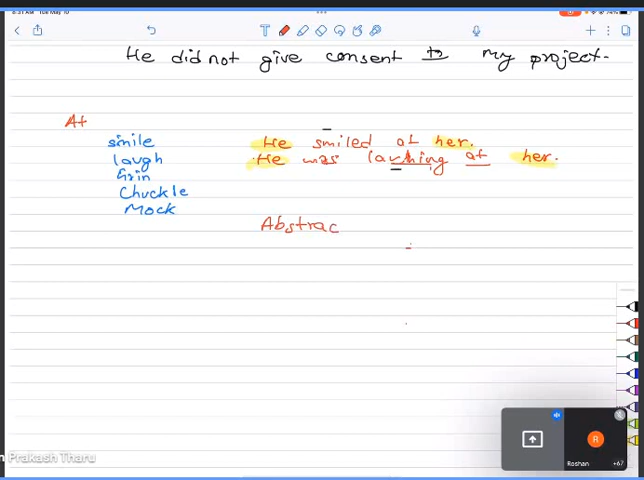 He did not give consent to my project.
At
smile He smiled at her.
laugh He was laughing at her.
Grin
Chuckle
Mock
Abstrac
Prakash Tharu
R
Roshan +67